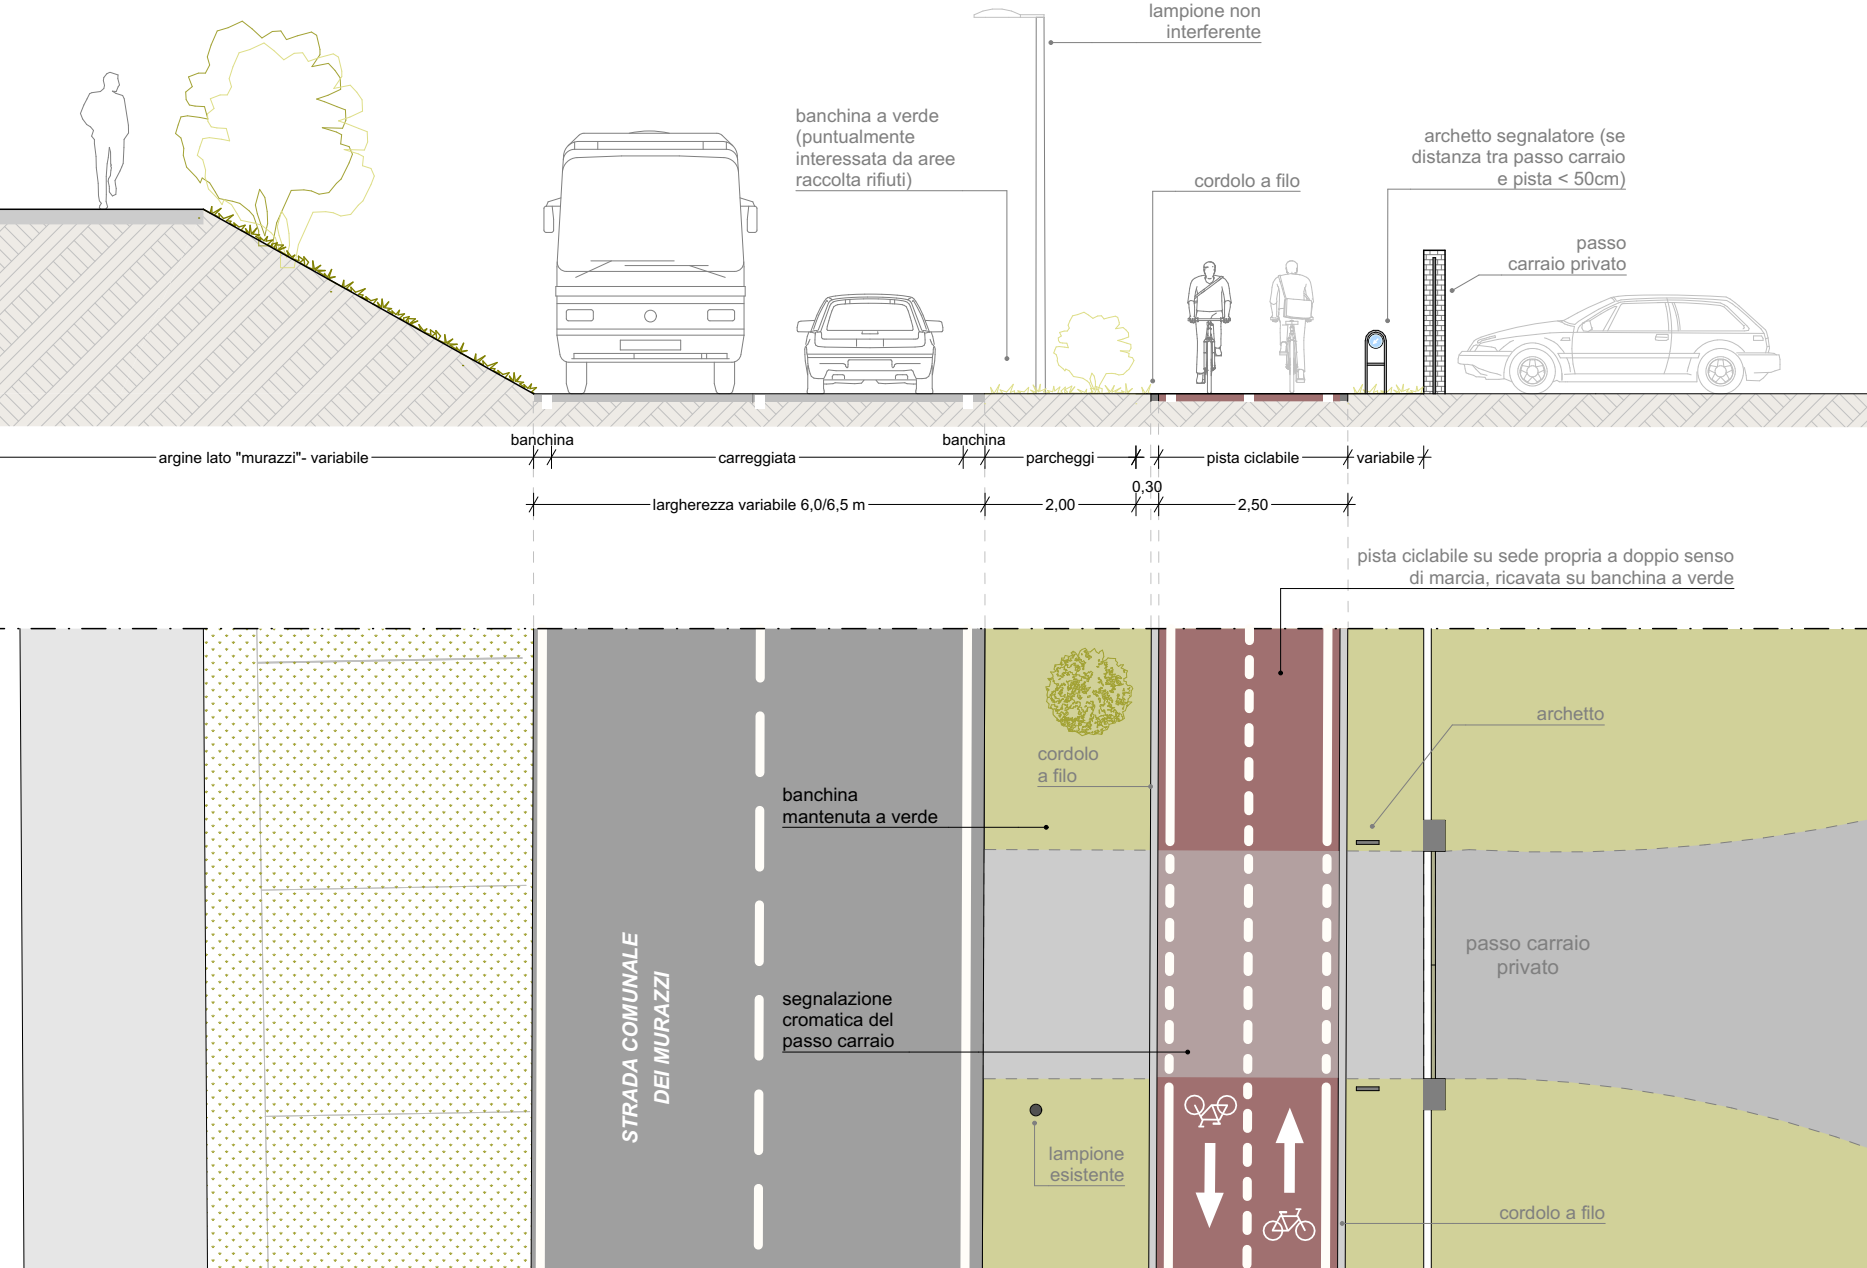 lampione non
interferente
banchina a verde
(puntualmente
interessata da aree
raccolta rifiuti)
cordolo a filo
archetto segnalatore (se
distanza tra passo carraio
e pista < 50cm)
passo
carraio privato
banchina
banchina
argine lato "murazzi"- variabile
carreggiata
parcheggi
pista ciclabile
variabile
0,30
largherezza variabile 6,0/6,5 m
2,00
2,50
pista ciclabile su sede propria a doppio senso
di marcia, ricavata su banchina a verde
archetto
cordolo
a filo
banchina
mantenuta a verde
passo carraio
privato
STRADA COMUNALE
DEI MURAZZI
segnalazione
cromatica del
passo carraio
lampione
esistente
cordolo a filo